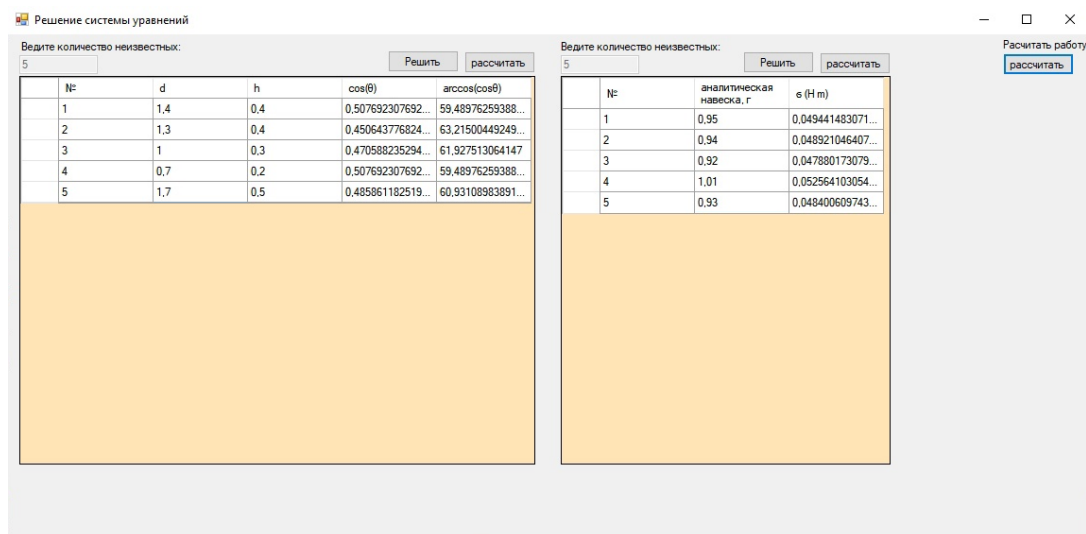 Решение системы уравнений
Ведите количество неизвестных:
5
Решить рассчитать
№ d h cos(θ) arccos(cosθ)
1 1,4 0,4 0,507692307692... 59,48976259388...
2 1,3 0,4 0,450643776824... 63,21500449249...
3 1 0,3 0,470588235294... 61,927513064147
4 0,7 0,2 0,507692307692... 59,48976259388...
5 1,7 0,5 0,485861182519... 60,93108983891...
Ведите количество неизвестных:
5
Решить рассчитать
№ аналитическая навеска, г ϭ (H m)
1 0,95 0,049441483071...
2 0,94 0,048921046407...
3 0,92 0,047880173079...
4 1,01 0,052564103054...
5 0,93 0,048400609743...
Расчитать работу
рассчитать